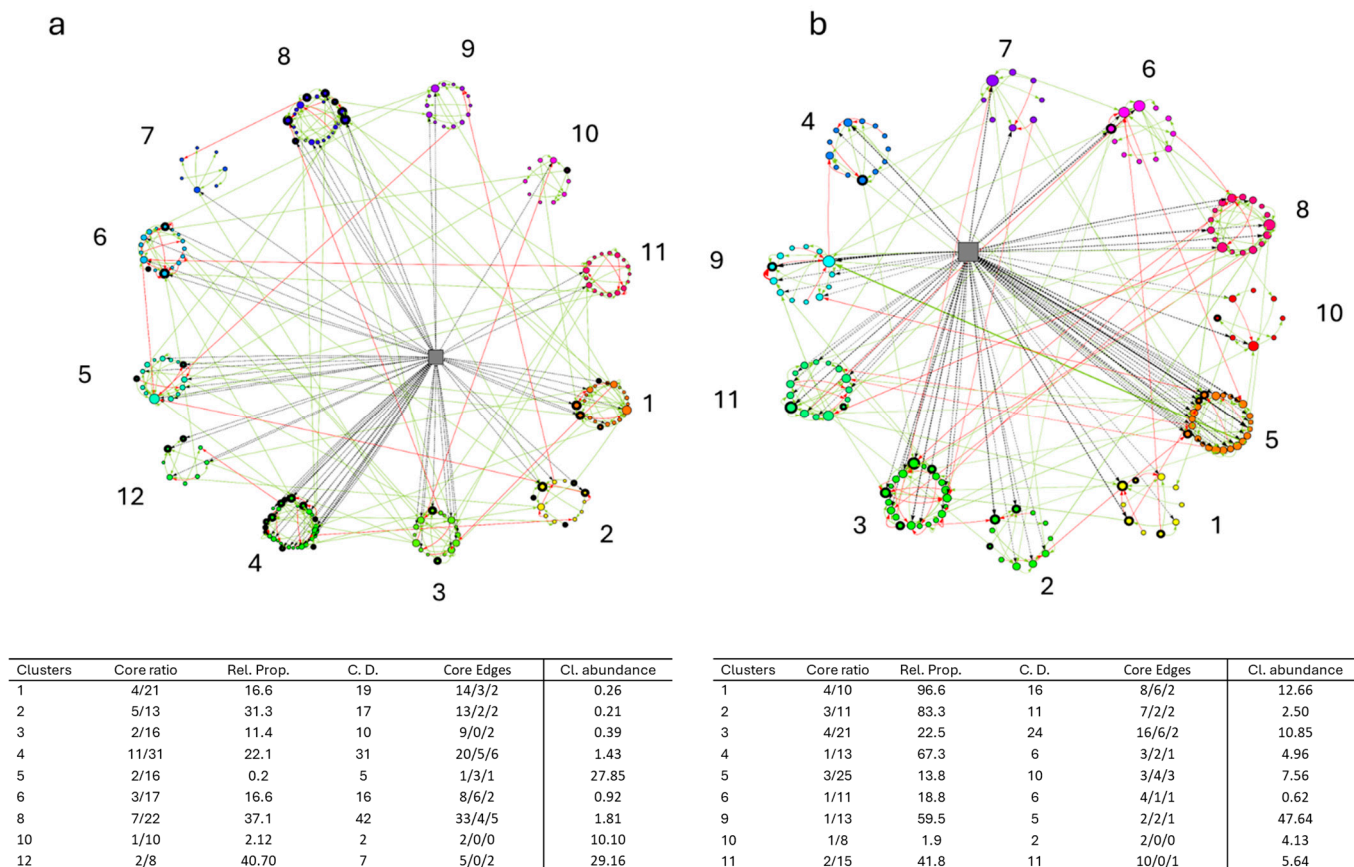 a
b
8
9
7
10
6
11
5
1
12
2
4
3
7
6
4
8
9
10
11
5
3
1
2
Clusters Core ratio Rel. Prop. C. D. Core Edges Cl. abundance
1 4/21 16.6 19 14/3/2 0.26
2 5/13 31.3 17 13/2/2 0.21
3 2/16 11.4 10 9/0/2 0.39
4 11/31 22.1 31 20/5/6 1.43
5 2/16 0.2 5 1/3/1 27.85
6 3/17 16.6 16 8/6/2 0.92
8 7/22 37.1 42 33/4/5 1.81
10 1/10 2.12 2 2/0/0 10.10
12 2/8 40.70 7 5/0/2 29.16
Clusters Core ratio Rel. Prop. C. D. Core Edges Cl. abundance
1 4/10 96.6 16 8/6/2 12.66
2 3/11 83.3 11 7/2/2 2.50
3 4/21 22.5 24 16/6/2 10.85
4 1/13 67.3 6 3/2/1 4.96
5 3/25 13.8 10 3/4/3 7.56
6 1/11 18.8 6 4/1/1 0.62
9 1/13 59.5 5 2/2/1 47.64
10 1/8 1.9 2 2/0/0 4.13
11 2/15 41.8 11 10/0/1 5.64